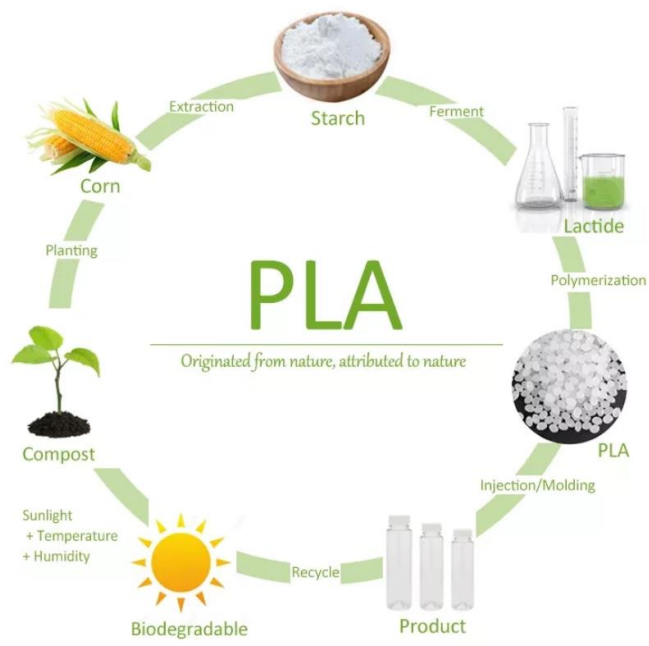 Starch
Extraction
Ferment
Corn
Lactide
Planting
Polymerization
PLA
Originated from nature, attributed to nature
Compost
PLA
Injection/Molding
Sunlight
+ Temperature
+ Humidity
Recycle
Biodegradable
Product